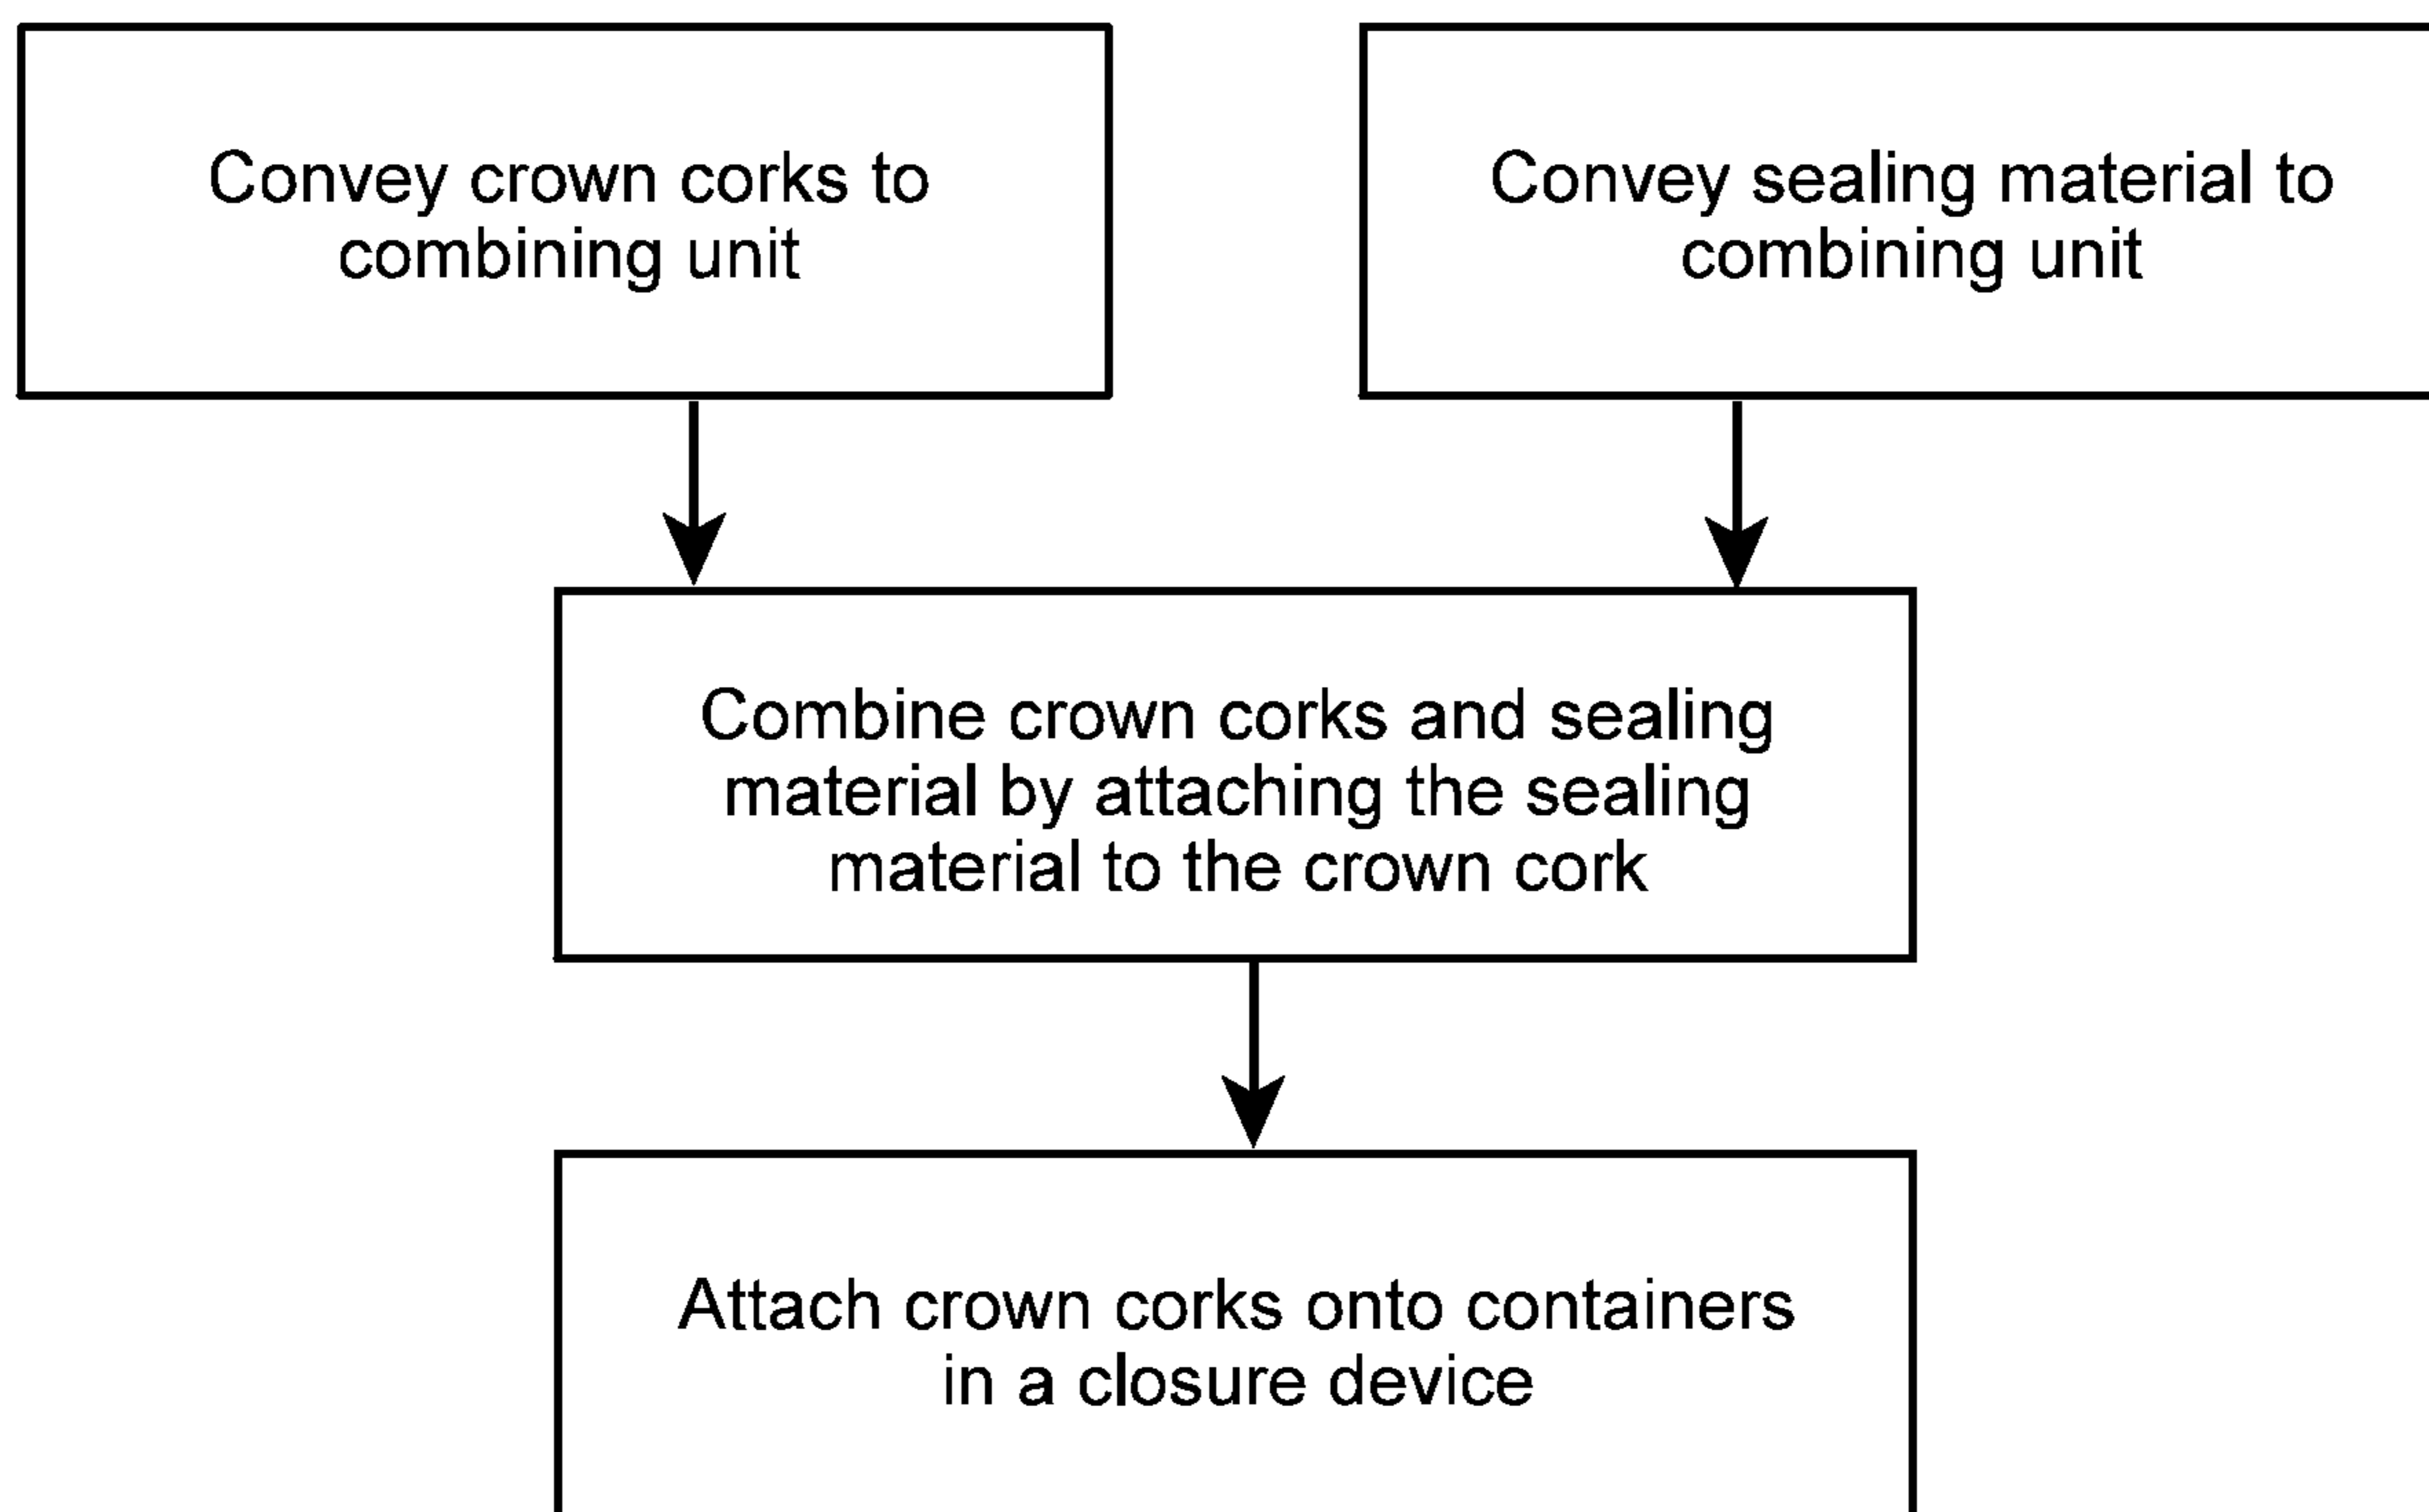 Convey crown corks to
combining unit
Convey sealing material to
combining unit
Combine crown corks and sealing
material by attaching the sealing
material to the crown cork
Attach crown corks onto containers
in a closure device